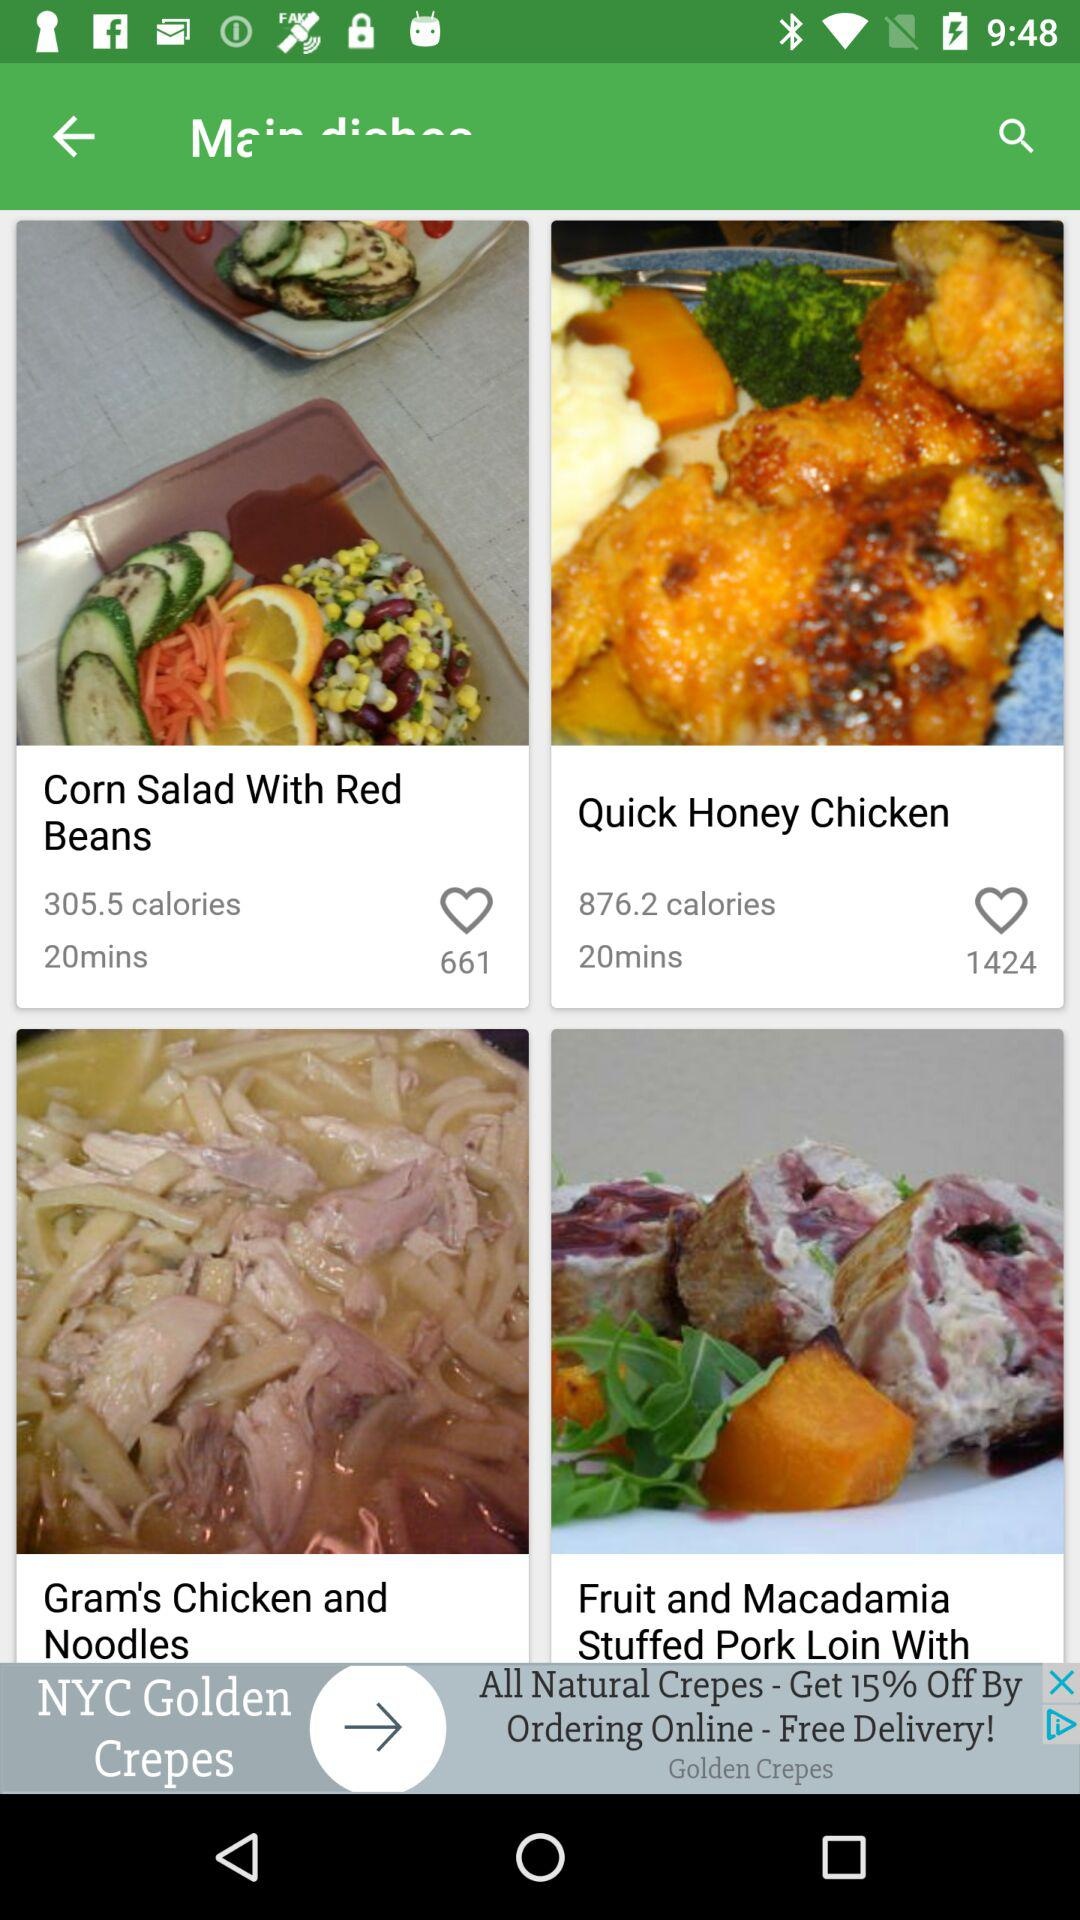 FAKE
9:48
Main dishes
Corn Salad With Red
Beans
305.5 calories
20mins
661
Quick Honey Chicken
876.2 calories
20mins
1424
Gram's Chicken and
Noodles
Fruit and Macadamia
Stuffed Pork Loin With
NYC Golden
Crepes
All Natural Crepes - Get 15% Off By
Ordering Online - Free Delivery!
Golden Crepes